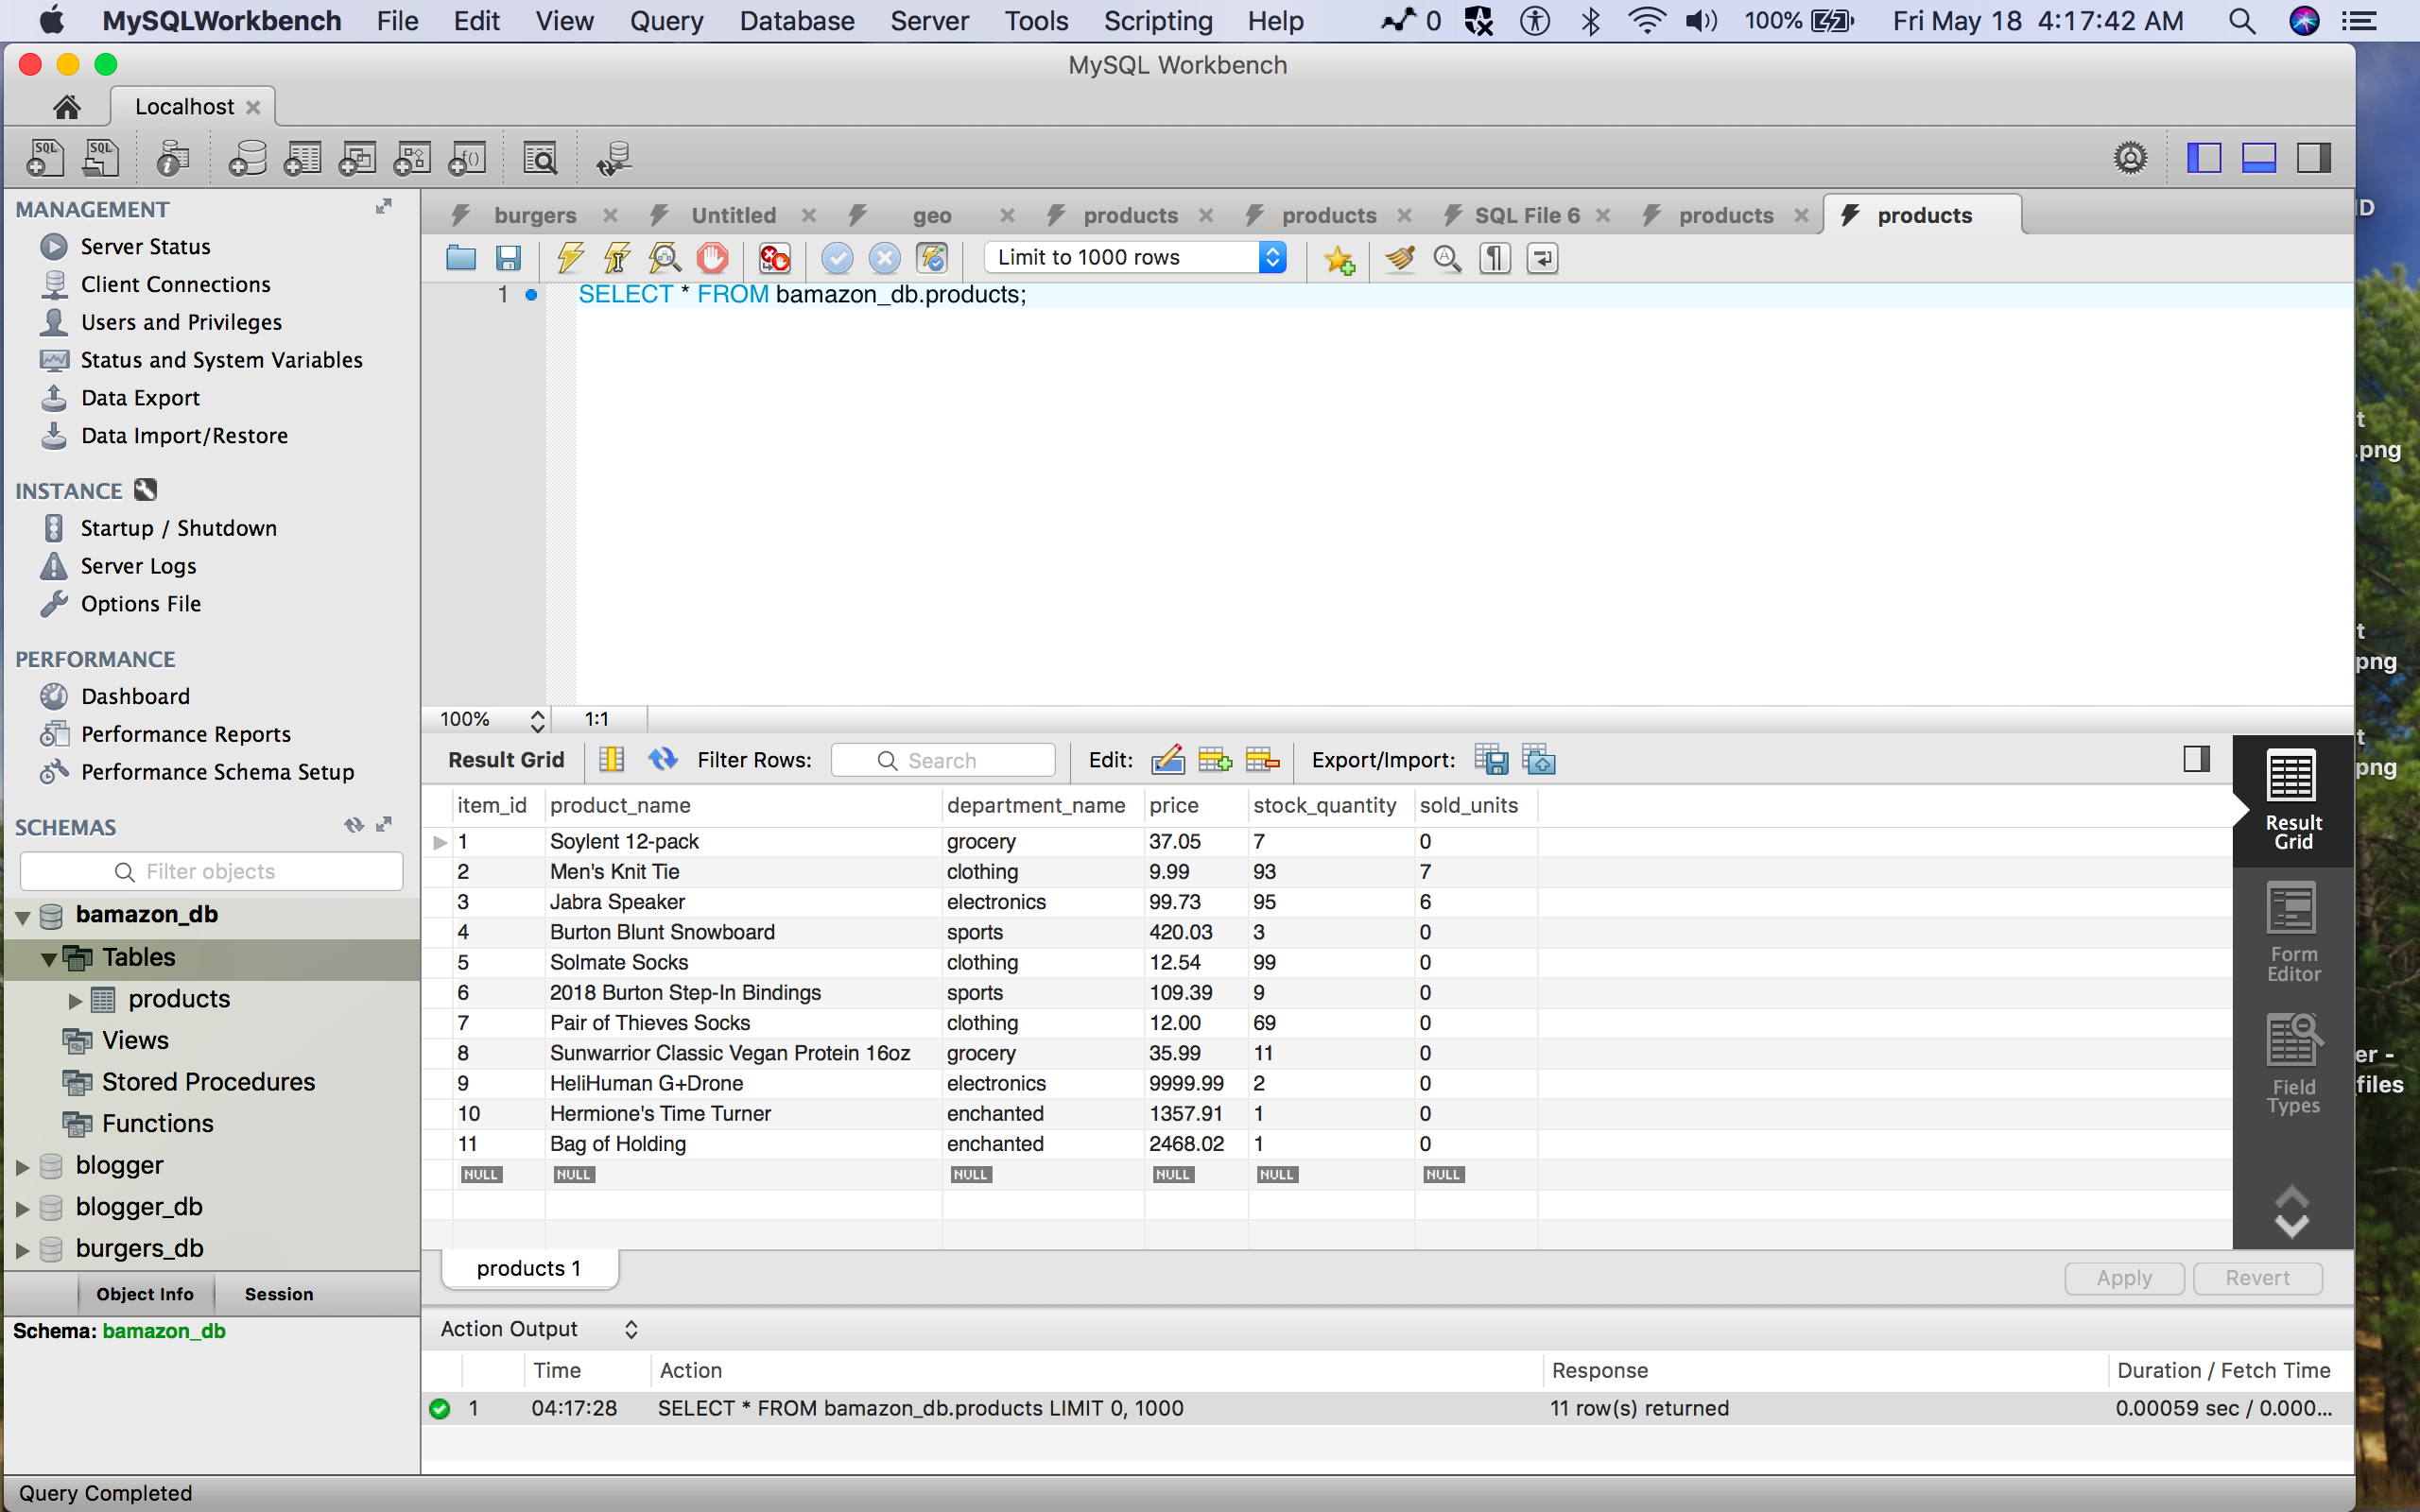 MySQLWorkbench File Edit View Query Database Server Tools Scripting Help 0 100% Fri May 18 4:17:42 AM
MySQL Workbench
Localhost
SQL SQL i f()
MANAGEMENT
Server Status
Client Connections
Users and Privileges
Status and System Variables
Data Export
Data Import/Restore
INSTANCE
Startup / Shutdown
Server Logs
Options File
PERFORMANCE
Dashboard
Performance Reports
Performance Schema Setup
SCHEMAS
Filter objects
bamazon_db
Tables
products
Views
Stored Procedures
Functions
blogger
blogger_db
burgers_db
Object Info Session
Schema: bamazon_db
burgers Untitled geo products products SQL File 6 products products
Limit to 1000 rows
1 SELECT * FROM bamazon_db.products;
100% 1:1
Result Grid Filter Rows: Search Edit: Export/Import:
item_id product_name department_name price stock_quantity sold_units
1 Soylent 12-pack grocery 37.05 7 0
2 Men's Knit Tie clothing 9.99 93 7
3 Jabra Speaker electronics 99.73 95 6
4 Burton Blunt Snowboard sports 420.03 3 0
5 Solmate Socks clothing 12.54 99 0
6 2018 Burton Step-In Bindings sports 109.39 9 0
7 Pair of Thieves Socks clothing 12.00 69 0
8 Sunwarrior Classic Vegan Protein 16oz grocery 35.99 11 0
9 HeliHuman G+Drone electronics 9999.99 2 0
10 Hermione's Time Turner enchanted 1357.91 1 0
11 Bag of Holding enchanted 2468.02 1 0
NULL NULL NULL NULL NULL NULL
Result
Grid
Form
Editor
Field
Types
products 1
Apply Revert
Action Output
Time Action Response Duration / Fetch Time
1 04:17:28 SELECT * FROM bamazon_db.products LIMIT 0, 1000 11 row(s) returned 0.00059 sec / 0.000...
Query Completed
ID
t
.png
t
png
t
png
er -
files